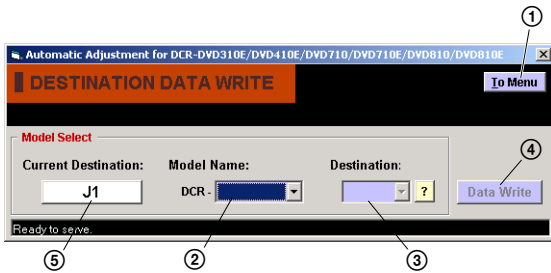 ①
Automatic Adjustment for DCR-DVD310E/DVD410E/DVD710/DVD710E/DVD810/DVD810E
DESTINATION DATA WRITE
To Menu
Model Select
Current Destination: Model Name: Destination:
④
J1 DCR - ? Data Write
Ready to serve.
⑤ ② ③